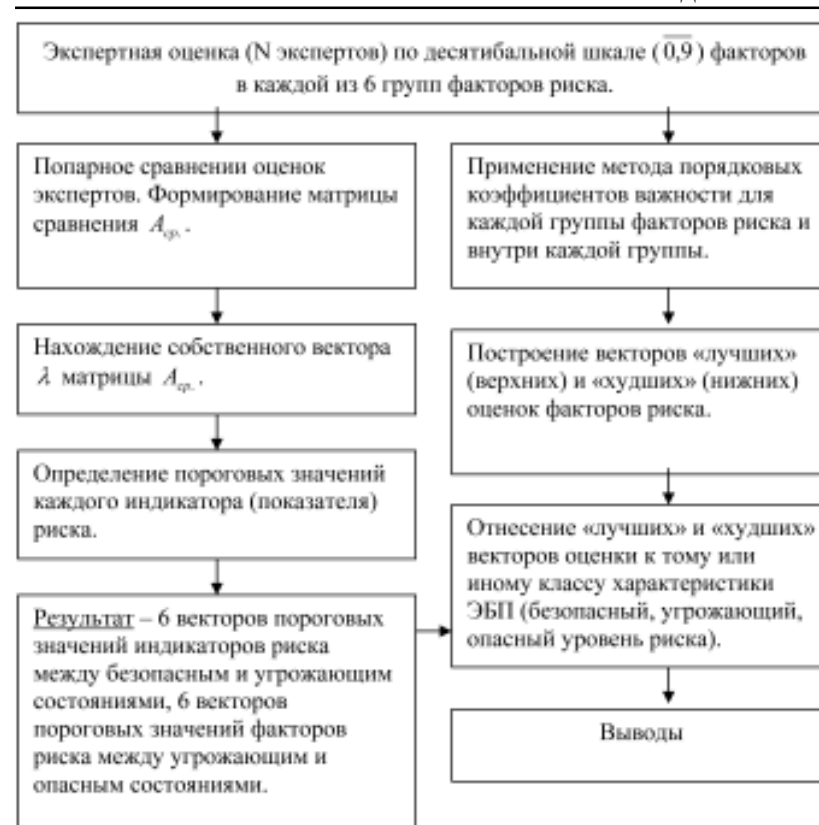 Экспертная оценка (N экспертов) по десятибальной шкале (0,9) факторов
в каждой из 6 групп факторов риска.
Попарное сравнении оценок
экспертов. Формирование матрицы
сравнения Aср. .
Нахождение собственного вектора
λ матрицы Aср. .
Определение пороговых значений
каждого индикатора (показателя)
риска.
Результат – 6 векторов пороговых
значений индикаторов риска
между безопасным и угрожающим
состояниями, 6 векторов
пороговых значений факторов
риска между угрожающим и
опасным состояниями.
Применение метода порядковых
коэффициентов важности для
каждой группы факторов риска и
внутри каждой группы.
Построение векторов «лучших»
(верхних) и «худших» (нижних)
оценок факторов риска.
Отнесение «лучших» и «худших»
векторов оценки к тому или
иному классу характеристики
ЭБП (безопасный, угрожающий,
опасный уровень риска).
Выводы